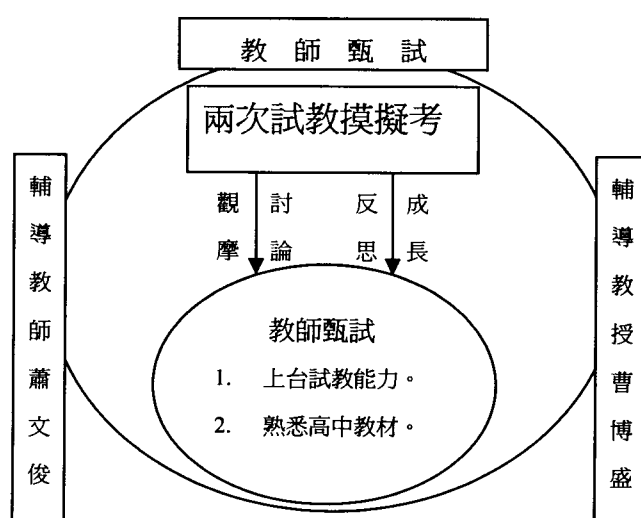 教師甄試
兩次試教摸擬考
觀摩
討論
反思
成長
輔導教師蕭文俊
輔導教授曹博盛
教師甄試
1. 上台試教能力。
2. 熟悉高中教材。